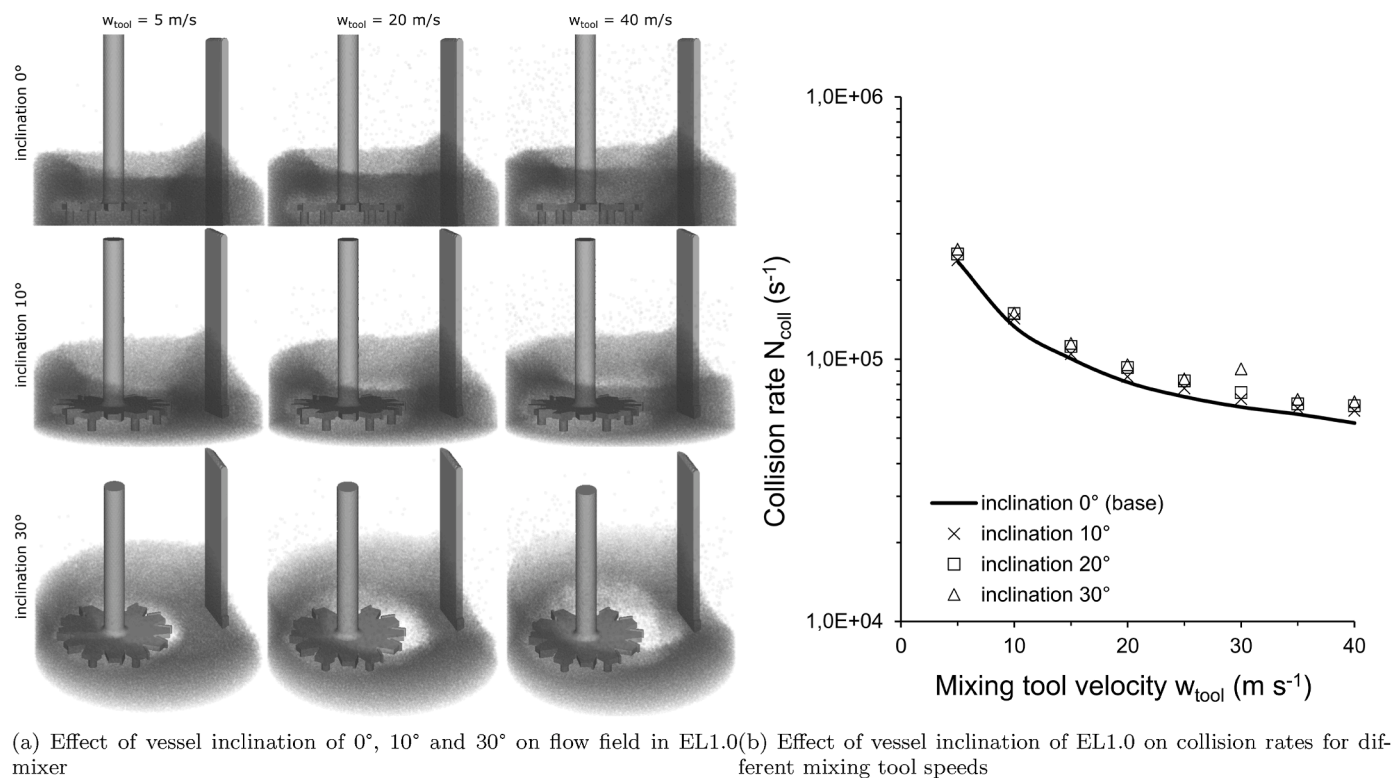 w_tool = 5 m/s
w_tool = 20 m/s
w_tool = 40 m/s
inclination 0°
inclination 10°
inclination 30°
1,0E+06
1,0E+05
1,0E+04
Collision rate N_coll (s⁻¹)
inclination 0° (base)
inclination 10°
inclination 20°
inclination 30°
0
10
20
30
40
Mixing tool velocity w_tool (m s⁻¹)
(a) Effect of vessel inclination of 0°, 10° and 30° on flow field in EL1.0
mixer
(b) Effect of vessel inclination of EL1.0 on collision rates for dif-
ferent mixing tool speeds